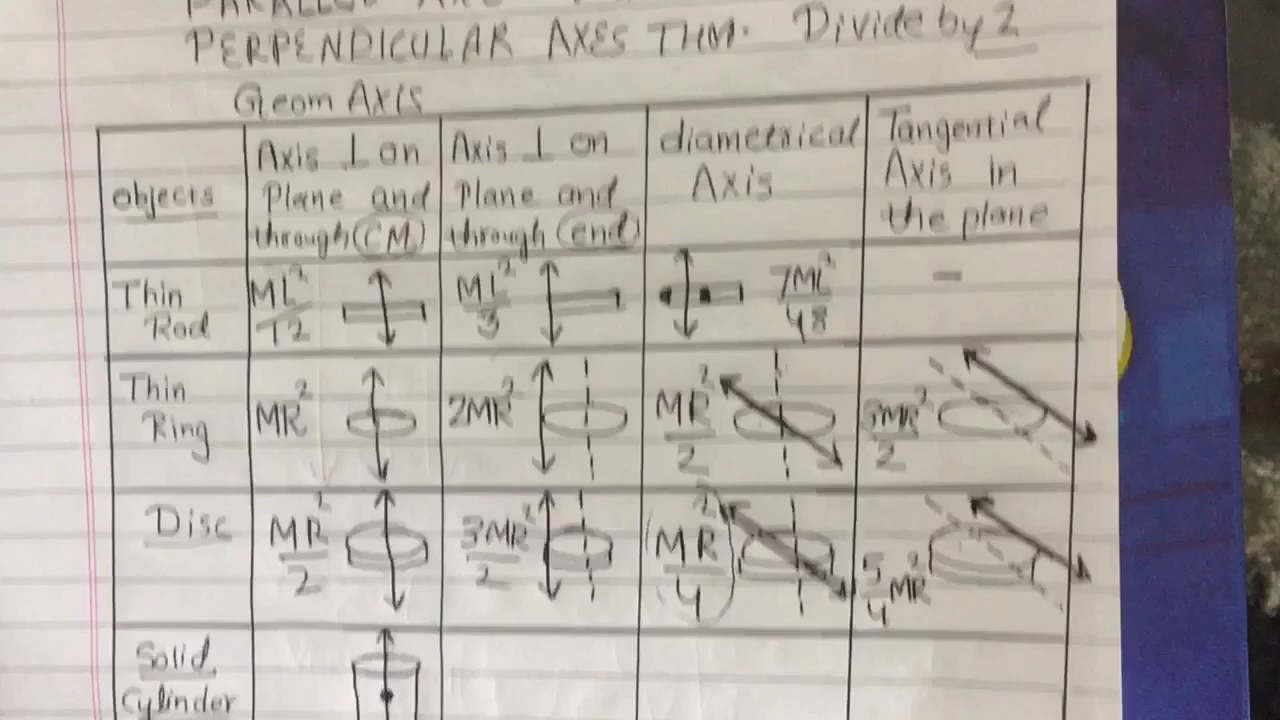 PERPENDICULAR AXES THM. Divide by 2
Geom Axis
objects
Axis ⊥ on
Plane and
through (CM)
Axis ⊥ on
Plane and
through (end)
diametrical
Axis
Tangential
Axis in
the plane
Thin
Rod
ML²/12
ML²/3
7ML²/48
-
Thin
Ring
MR²
2MR²
MR²/2
3MR²/2
Disc
MR²/2
3MR²/2
(MR²/4)
5/4 MR²
Solid
Cylinder